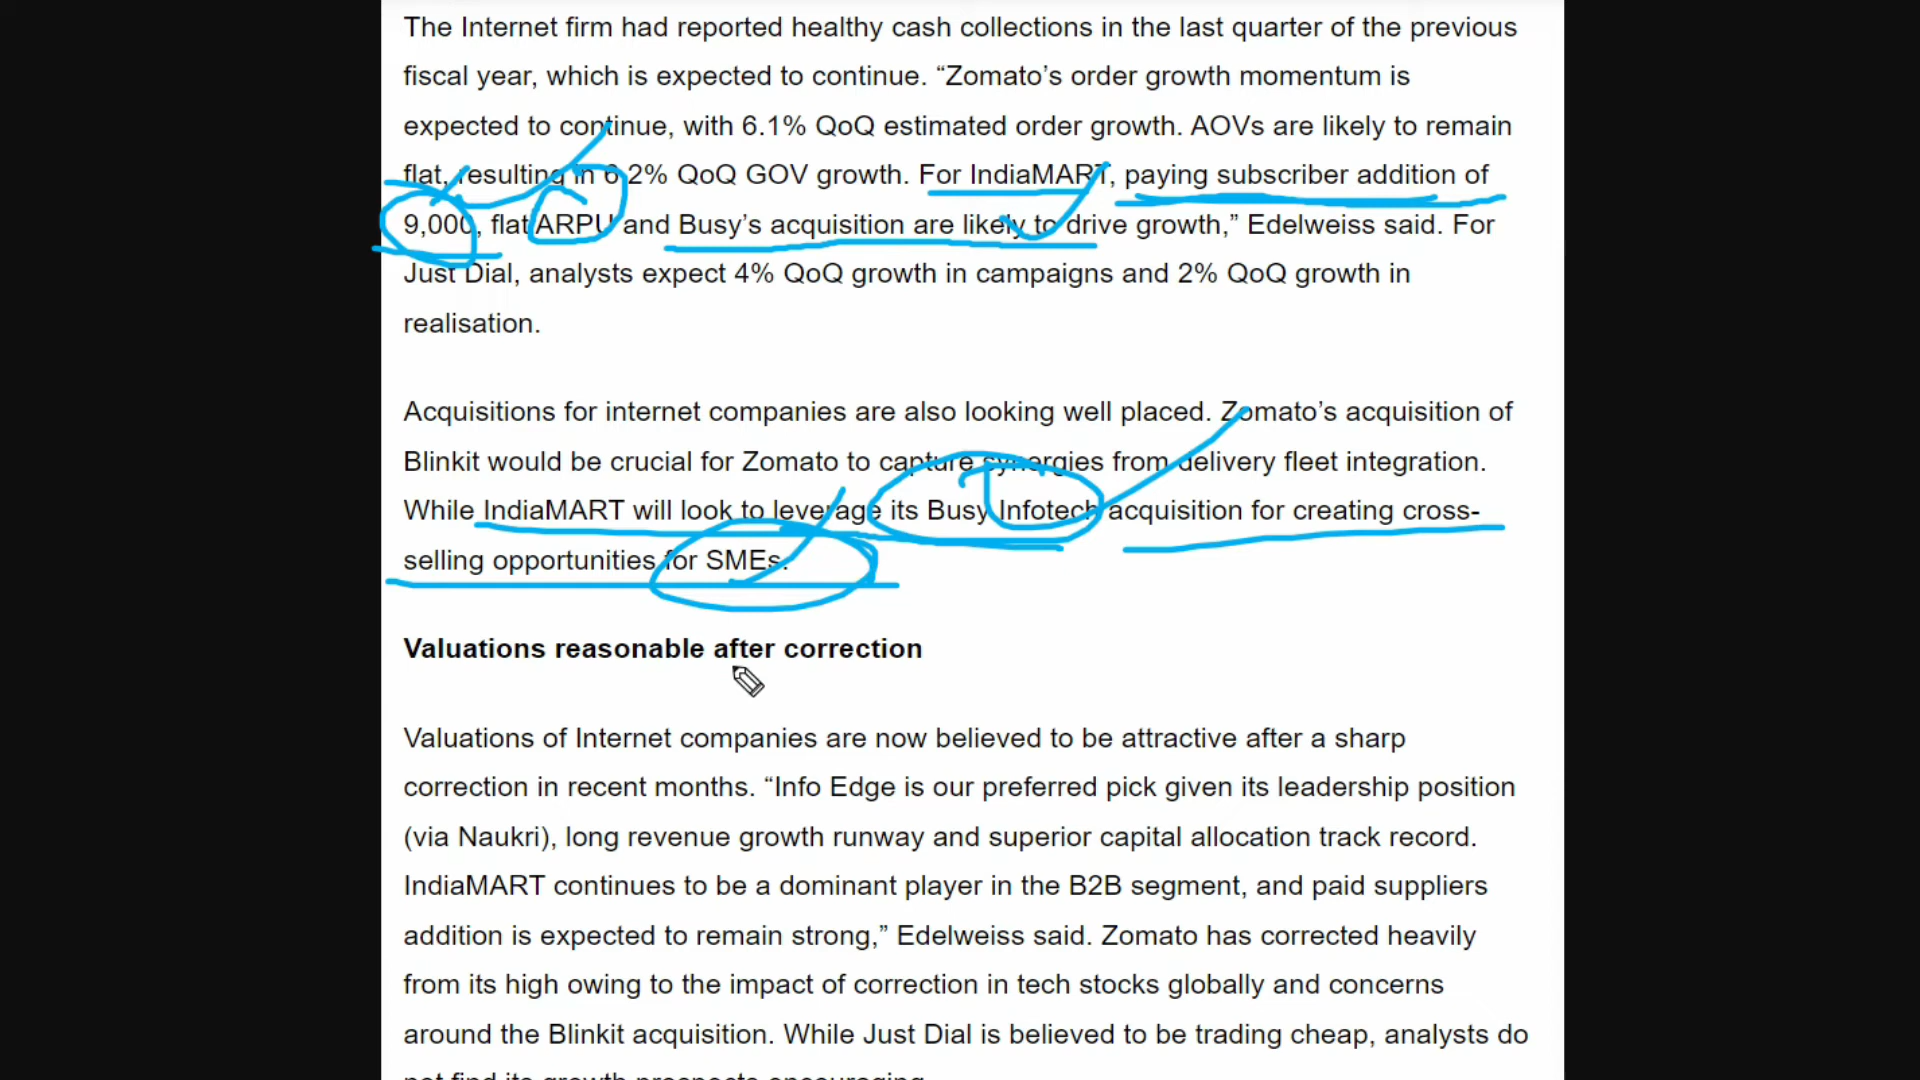 The Internet firm had reported healthy cash collections in the last quarter of the previous
fiscal year, which is expected to continue. “Zomato’s order growth momentum is
expected to continue, with 6.1% QoQ estimated order growth. AOVs are likely to remain
flat, resulting in 6.2% QoQ GOV growth. For IndiaMART, paying subscriber addition of
9,000, flat ARPU and Busy’s acquisition are likely to drive growth,” Edelweiss said. For
Just Dial, analysts expect 4% QoQ growth in campaigns and 2% QoQ growth in
realisation.
Acquisitions for internet companies are also looking well placed. Zomato’s acquisition of
Blinkit would be crucial for Zomato to capture synergies from delivery fleet integration.
While IndiaMART will look to leverage its Busy Infotech acquisition for creating cross-
selling opportunities for SMEs.
Valuations reasonable after correction
Valuations of Internet companies are now believed to be attractive after a sharp
correction in recent months. “Info Edge is our preferred pick given its leadership position
(via Naukri), long revenue growth runway and superior capital allocation track record.
IndiaMART continues to be a dominant player in the B2B segment, and paid suppliers
addition is expected to remain strong,” Edelweiss said. Zomato has corrected heavily
from its high owing to the impact of correction in tech stocks globally and concerns
around the Blinkit acquisition. While Just Dial is believed to be trading cheap, analysts do
not find its growth prospects encouraging